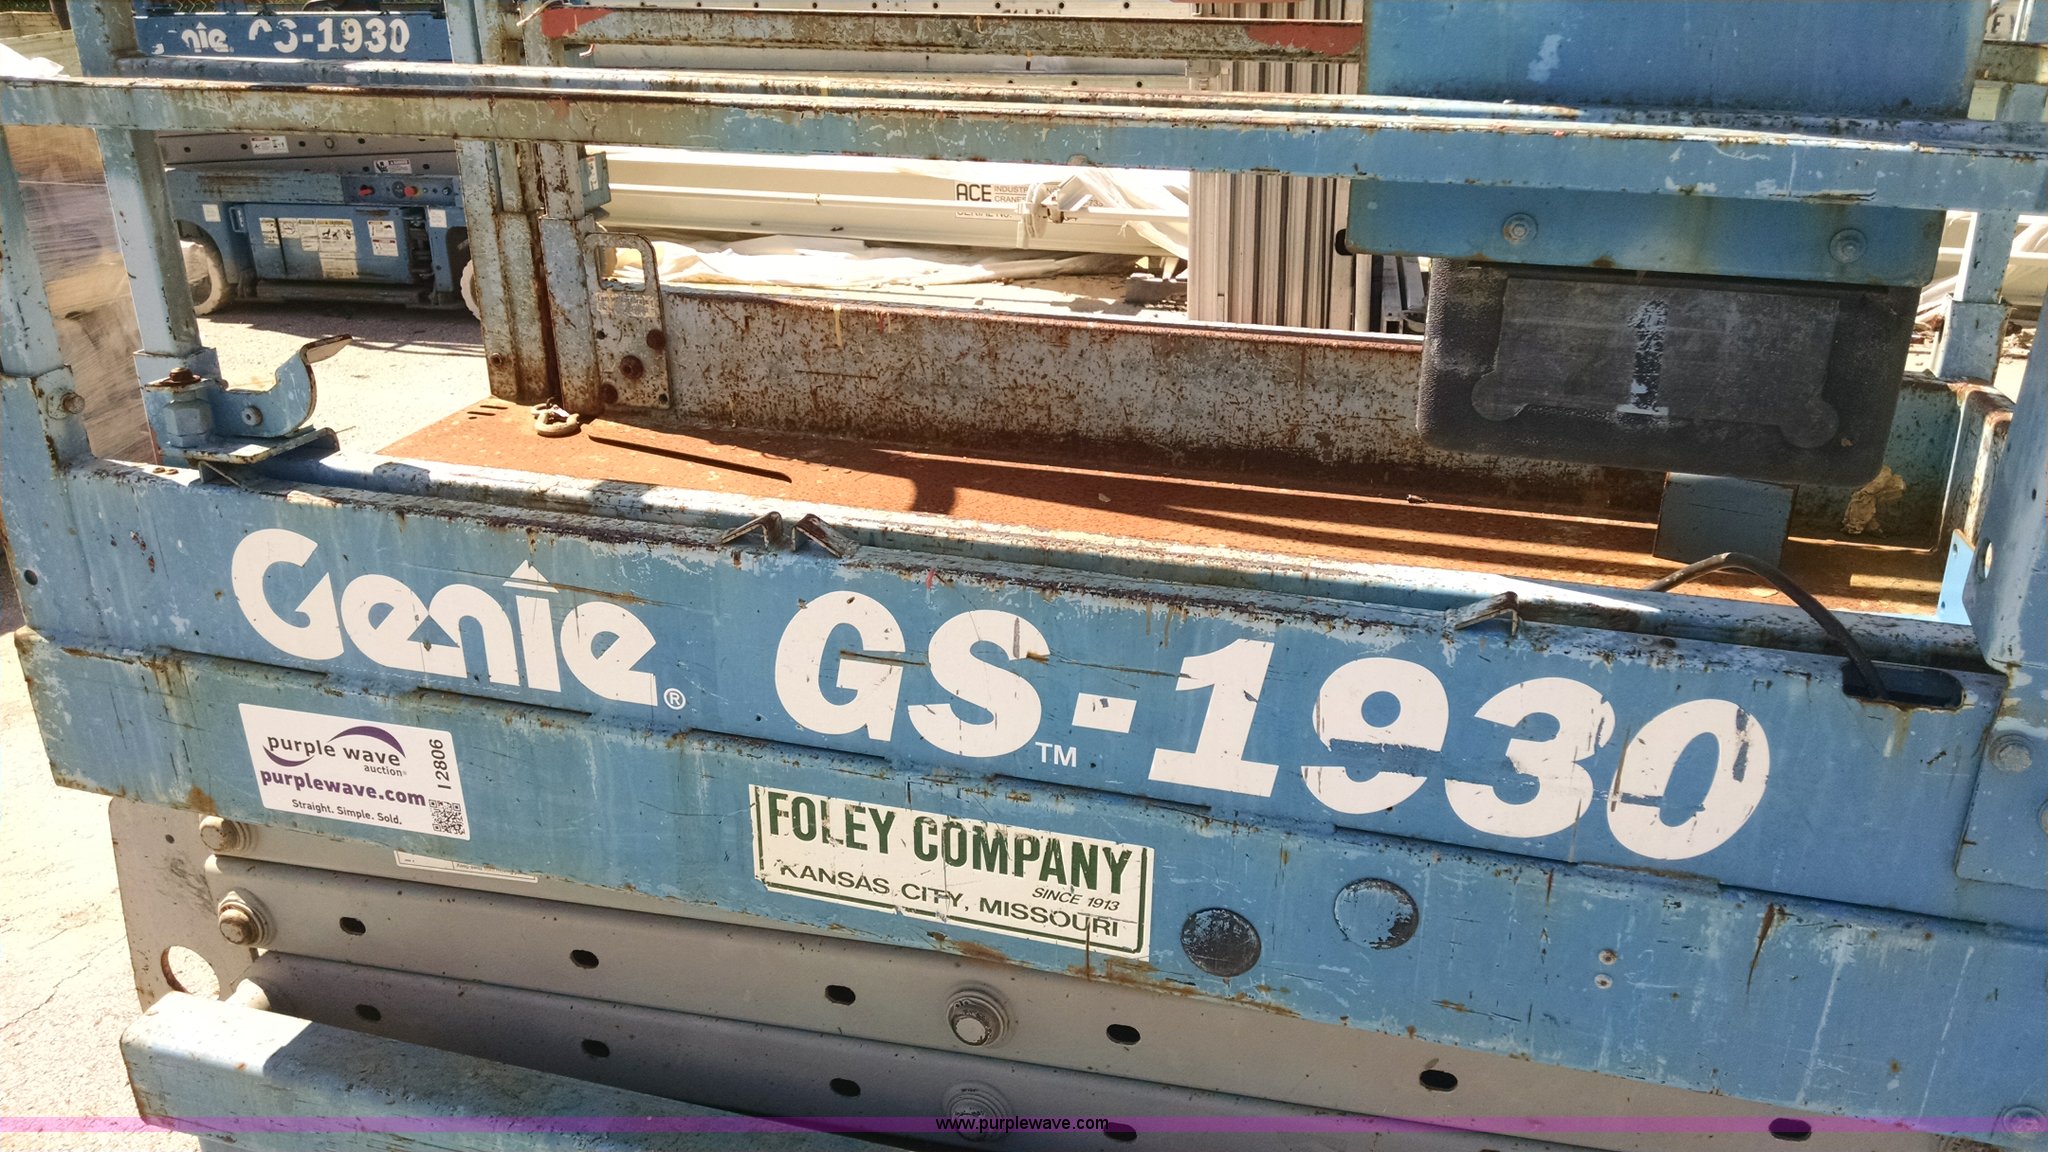 GS-1930
ACE
Genie®
GS-1930™
purple wave
auction®
purplewave.com
Straight. Simple. Sold.
I2806
FOLEY COMPANY
SINCE 1913
KANSAS CITY, MISSOURI
1
www.purplewave.com